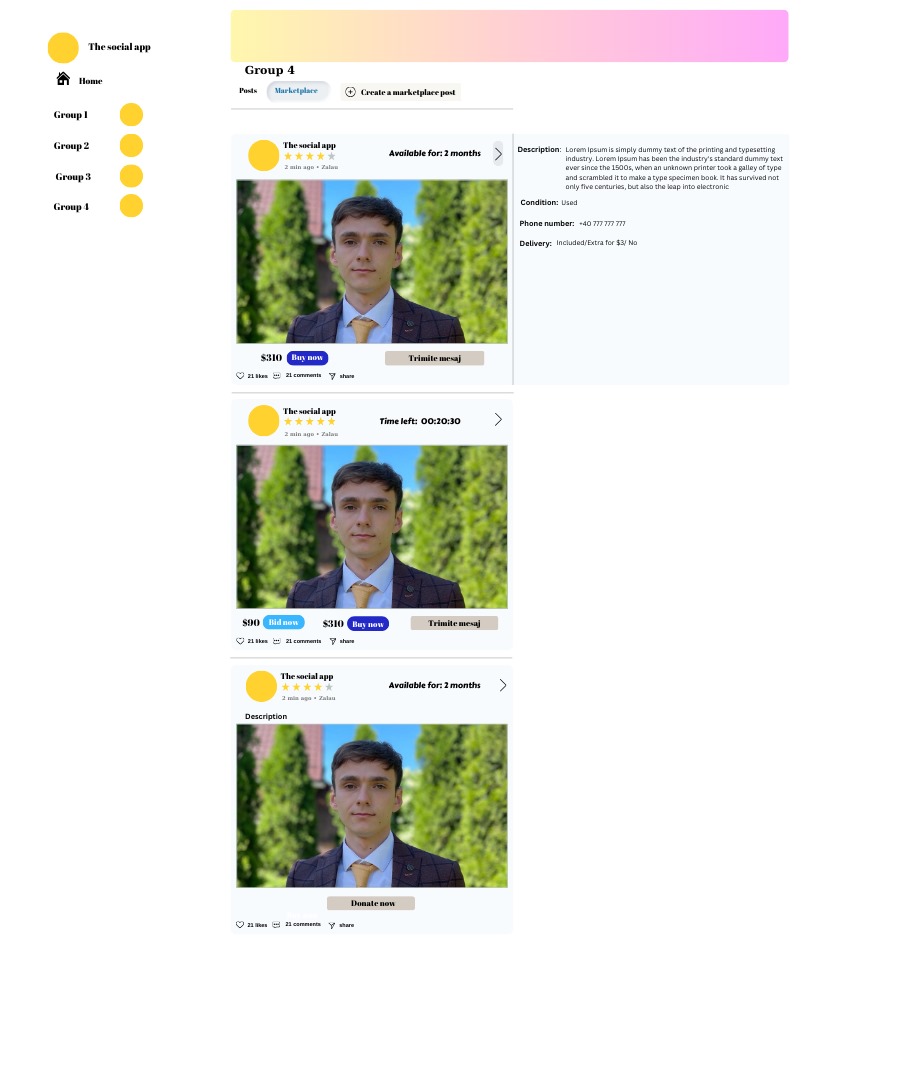 The social app
Home
Group 1
Group 2
Group 3
Group 4
Group 4
Posts
Marketplace
Create a marketplace post
The social app
2 min ago • Zalau
Available for: 2 months
$310
Buy now
Trimite mesaj
21 likes
21 comments
share
Description:
Lorem Ipsum is simply dummy text of the printing and typesetting
industry. Lorem Ipsum has been the industry's standard dummy text
ever since the 1500s, when an unknown printer took a galley of type
and scrambled it to make a type specimen book. It has survived not
only five centuries, but also the leap into electronic
Condition: Used
Phone number: +40 777 777 777
Delivery: Included/Extra for $3/ No
The social app
2 min ago • Zalau
Time left: 00:20:30
$90
Bid now
$310
Buy now
Trimite mesaj
21 likes
21 comments
share
The social app
2 min ago • Zalau
Available for: 2 months
Description
Donate now
21 likes
21 comments
share